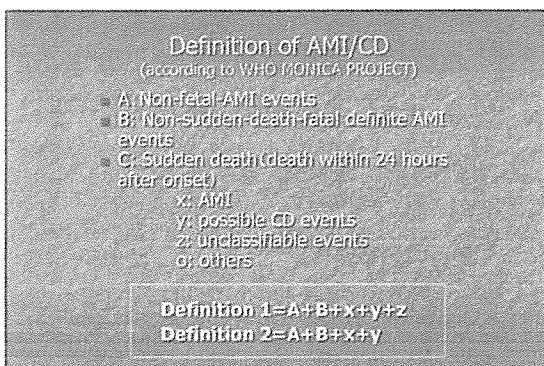 Definition of AMI/CD
(according to WHO MONICA PROJECT)
A: Non-fetal-AMI events
B: Non-sudden-death-fatal definite AMI
events
C: Sudden death(death within 24 hours
after onset)
x: AMI
y: possible CD events
z: unclassifiable events
o: others
Definition 1=A+B+x+y+z
Definition 2=A+B+x+y